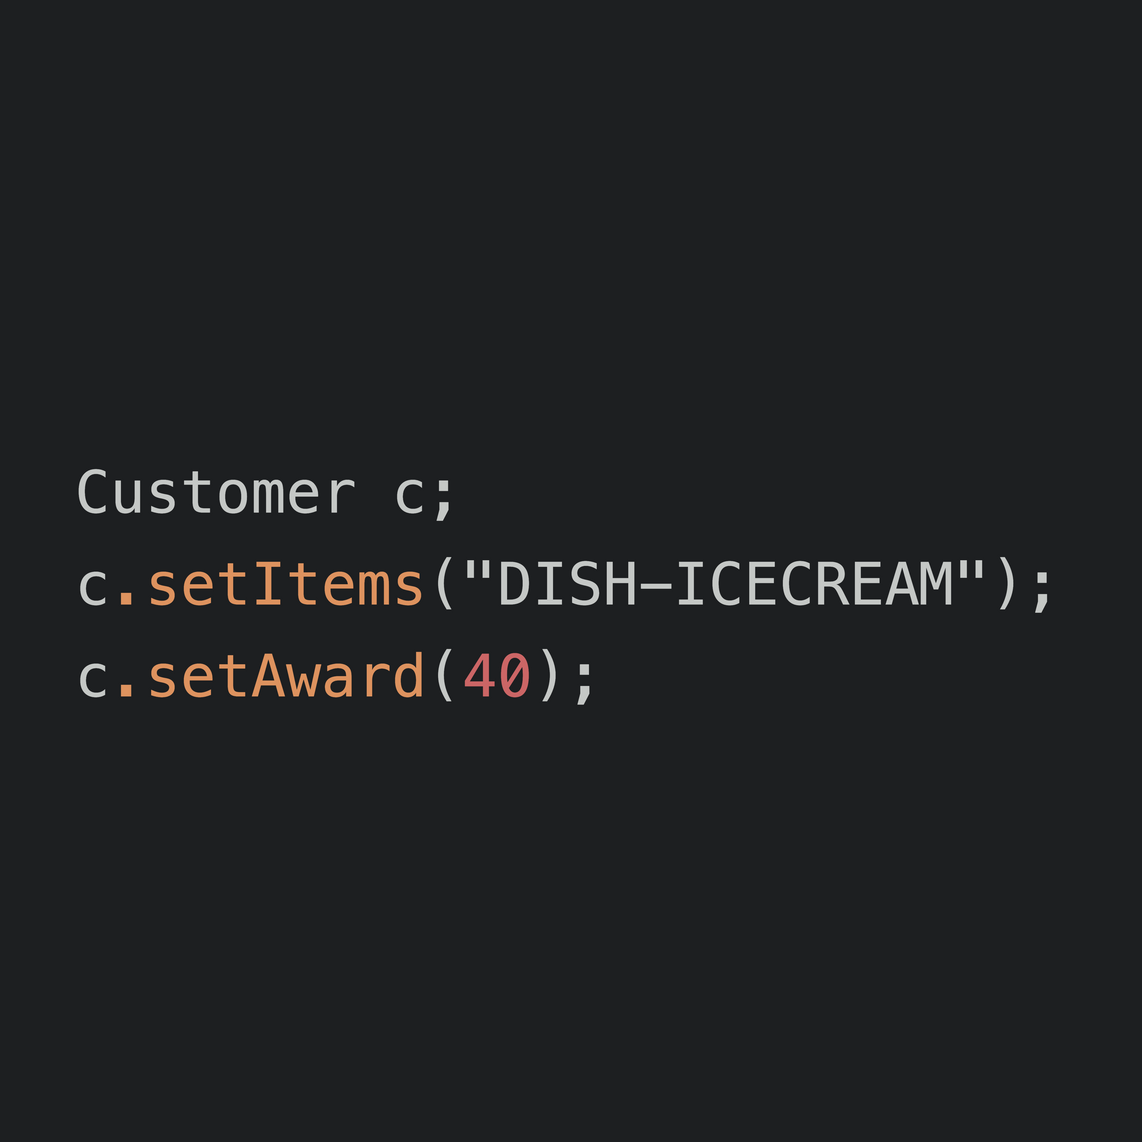 Customer c;
c.setItems("DISH-ICECREAM");
c.setAward(40);